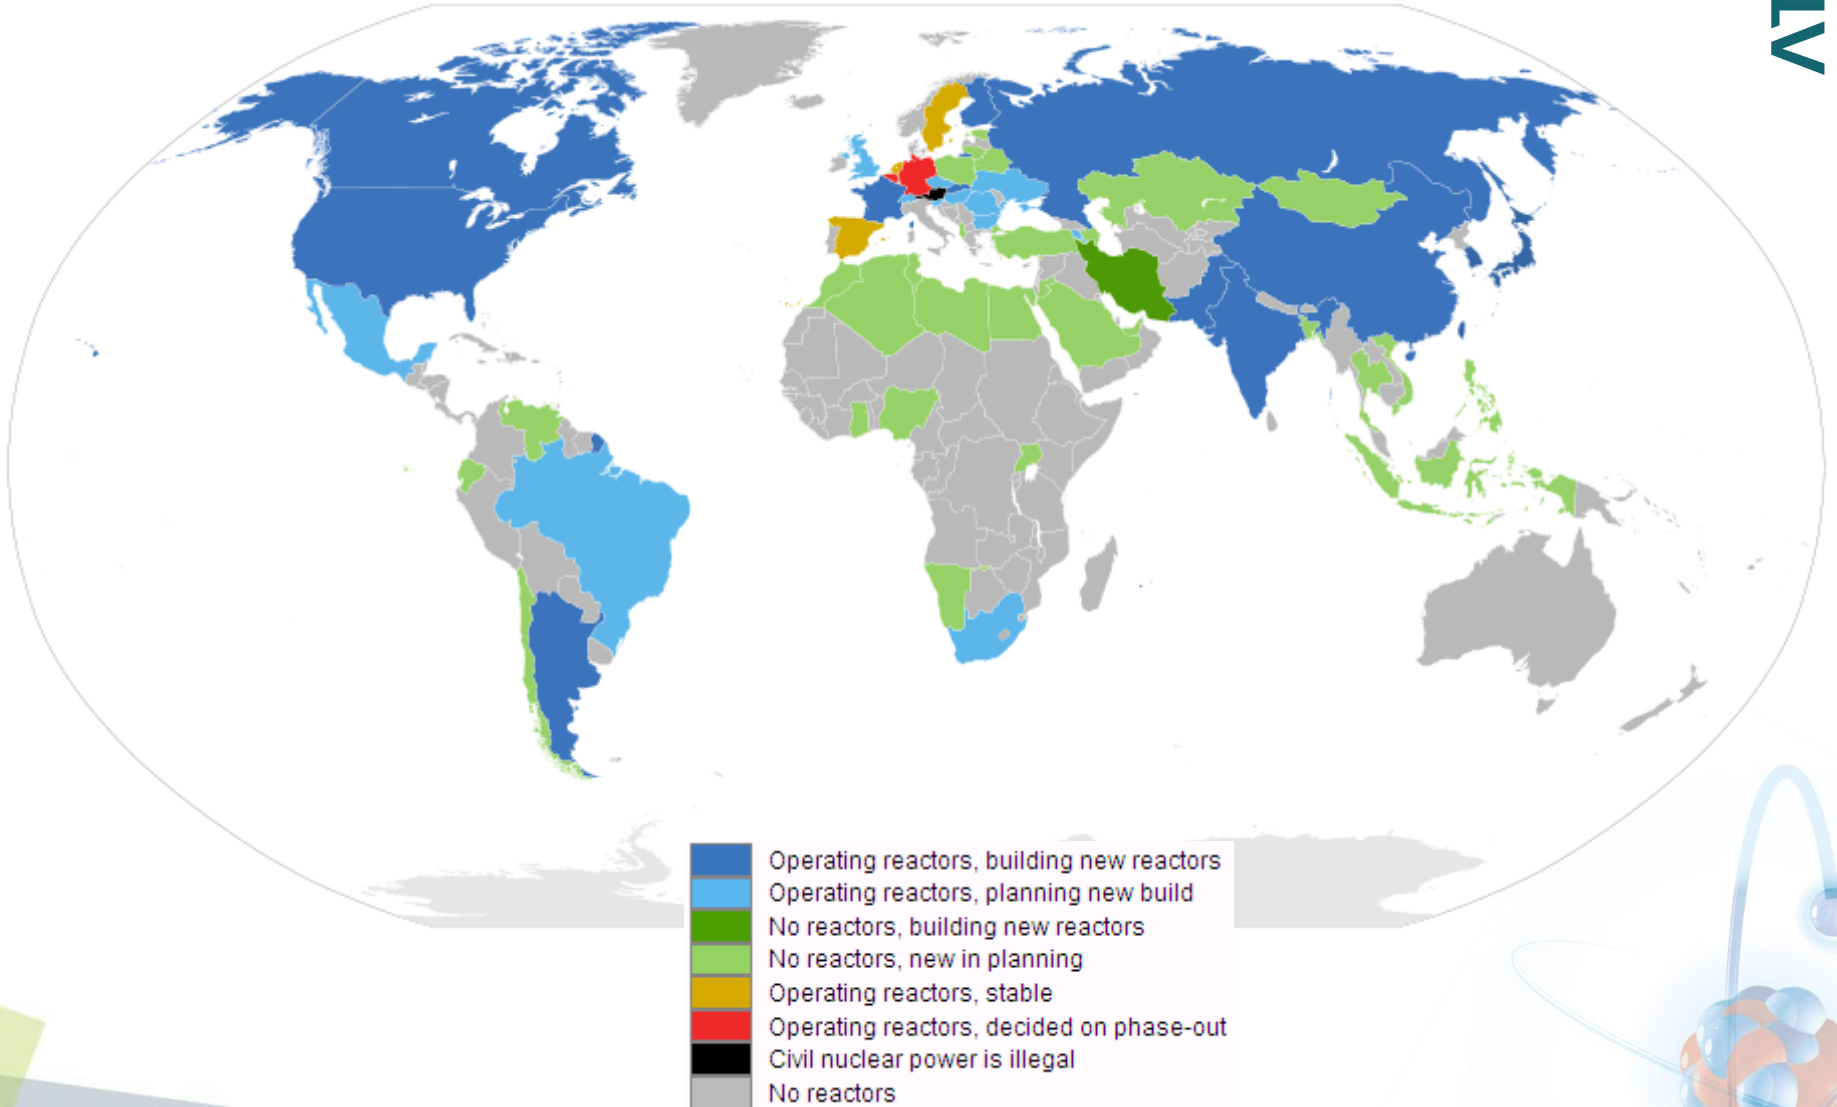 LV
Operating reactors, building new reactors
Operating reactors, planning new build
No reactors, building new reactors
No reactors, new in planning
Operating reactors, stable
Operating reactors, decided on phase-out
Civil nuclear power is illegal
No reactors